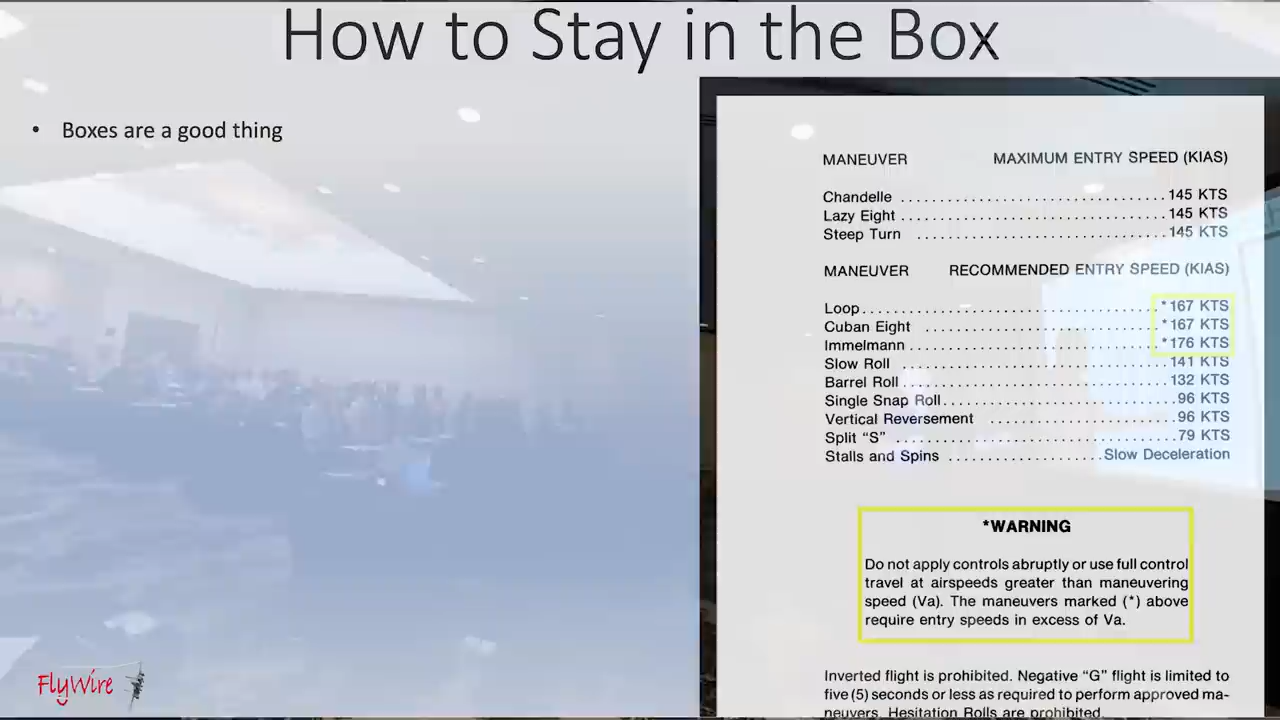 How to Stay in the Box
• Boxes are a good thing
MANEUVER MAXIMUM ENTRY SPEED (KIAS)
Chandelle ........................... 145 KTS
Lazy Eight ........................... 145 KTS
Steep Turn ........................... 145 KTS
MANEUVER RECOMMENDED ENTRY SPEED (KIAS)
Loop ........................... *167 KTS
Cuban Eight ........................... *167 KTS
Immelmann ........................... *176 KTS
Slow Roll ........................... 141 KTS
Barrel Roll ........................... 132 KTS
Single Snap Roll ........................... 96 KTS
Vertical Reversement ........................... 96 KTS
Split “S” ........................... 79 KTS
Stalls and Spins ................... Slow Deceleration
*WARNING
Do not apply controls abruptly or use full control
travel at airspeeds greater than maneuvering
speed (Va). The maneuvers marked (*) above
require entry speeds in excess of Va.
Inverted flight is prohibited. Negative “G” flight is limited to
five (5) seconds or less as required to perform approved ma-
neuvers. Hesitation Rolls are prohibited.
FlyWire